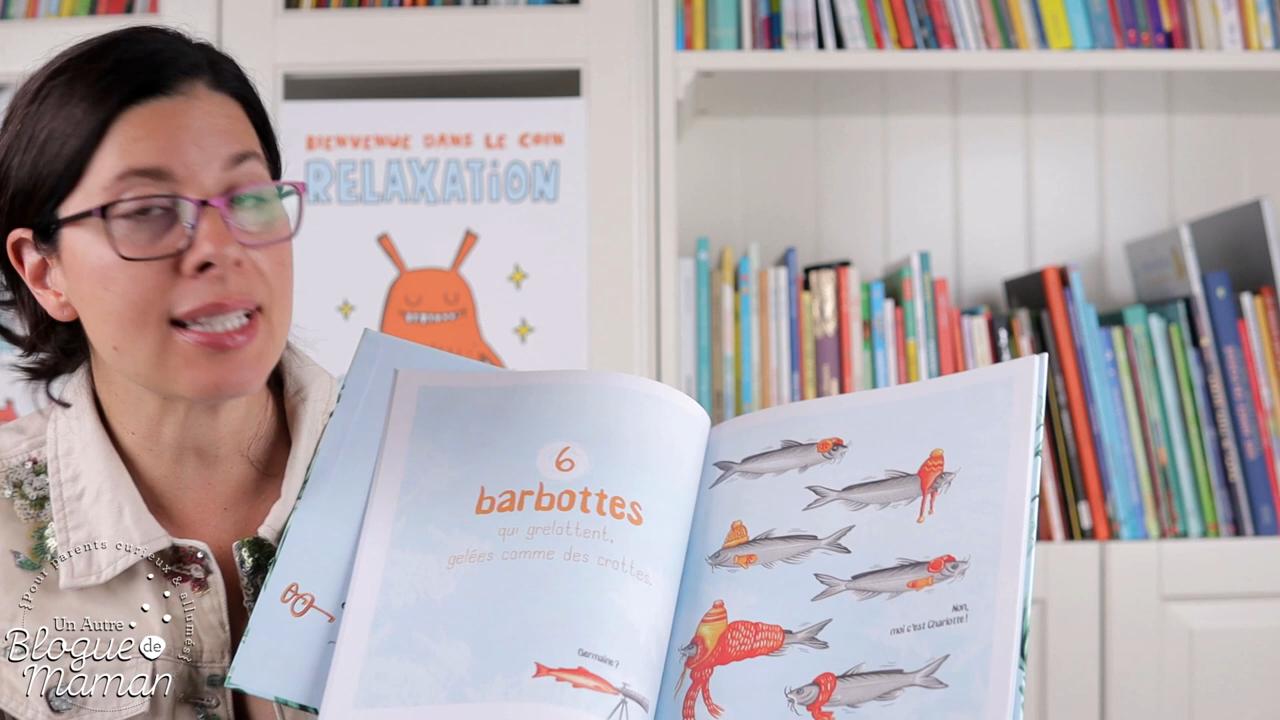 BIENVENUE DANS LE COIN
RELAXATION
6
barbottes
qui grelottent,
gelées comme des crottes.
Germaine?
Non,
moi c'est Charlotte!
{Pour parents curieux & allumés}
Un Autre
Blogue de
Maman